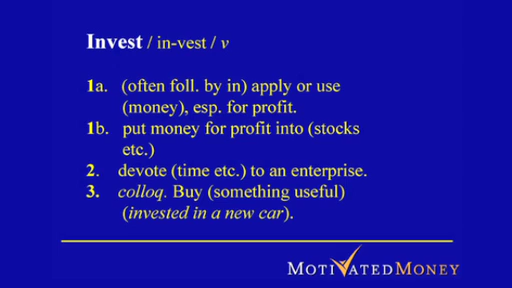 Invest / in-vest / v
1a. (often foll. by in) apply or use
(money), esp. for profit.
1b. put money for profit into (stocks
etc.)
2. devote (time etc.) to an enterprise.
3. colloq. Buy (something useful)
(invested in a new car).
MOTIVATEDMONEY